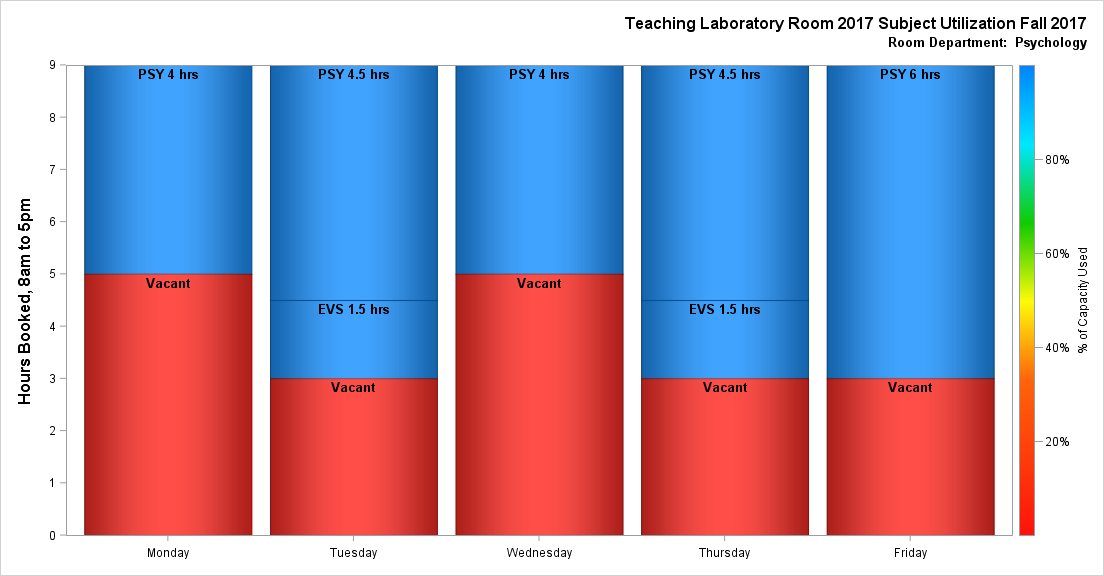 Teaching Laboratory Room 2017 Subject Utilization Fall 2017
Room Department: Psychology
Hours Booked, 8am to 5pm
9
8
7
6
5
4
3
2
1
0
PSY 4 hrs
Vacant
PSY 4.5 hrs
EVS 1.5 hrs
Vacant
PSY 4 hrs
Vacant
PSY 4.5 hrs
EVS 1.5 hrs
Vacant
PSY 6 hrs
Vacant
Monday
Tuesday
Wednesday
Thursday
Friday
80%
60%
40%
20%
% of Capacity Used